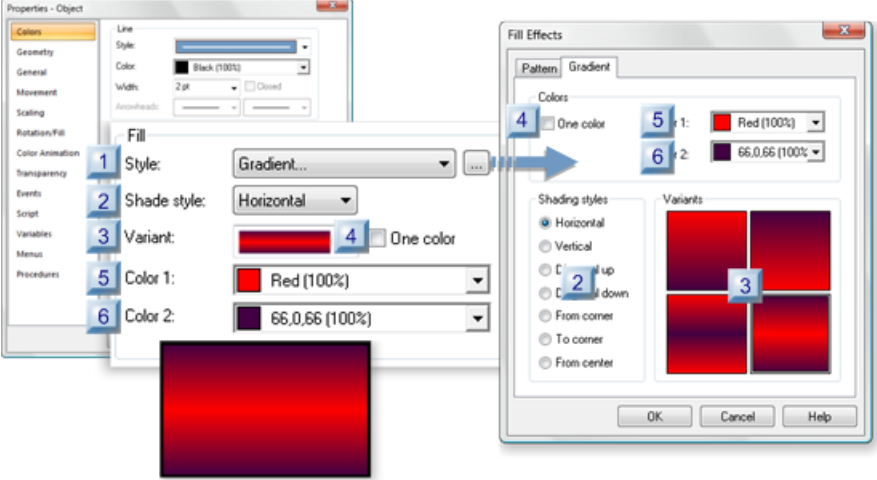 Properties - Object
Colors
Geometry
General
Movement
Scaling
Rotation/Fill
Color Animation
Transparency
Events
Script
Variables
Menus
Procedures
Line
Style:
Color: Black (100%)
Width: 2 pt Closed
Arrowheads:
Fill
1 Style: Gradient... ...
2 Shade style: Horizontal
3 Variant: 4 One color
5 Color 1: Red (100%)
6 Color 2: 66,0,66 (100%)
Fill Effects
Pattern Gradient
Colors
4 One color
5 1: Red (100%)
6 2: 66,0,66 (100%
Shading styles
Horizontal
Vertical
up
2 down
From corner
To corner
From center
Variants
3
OK Cancel Help